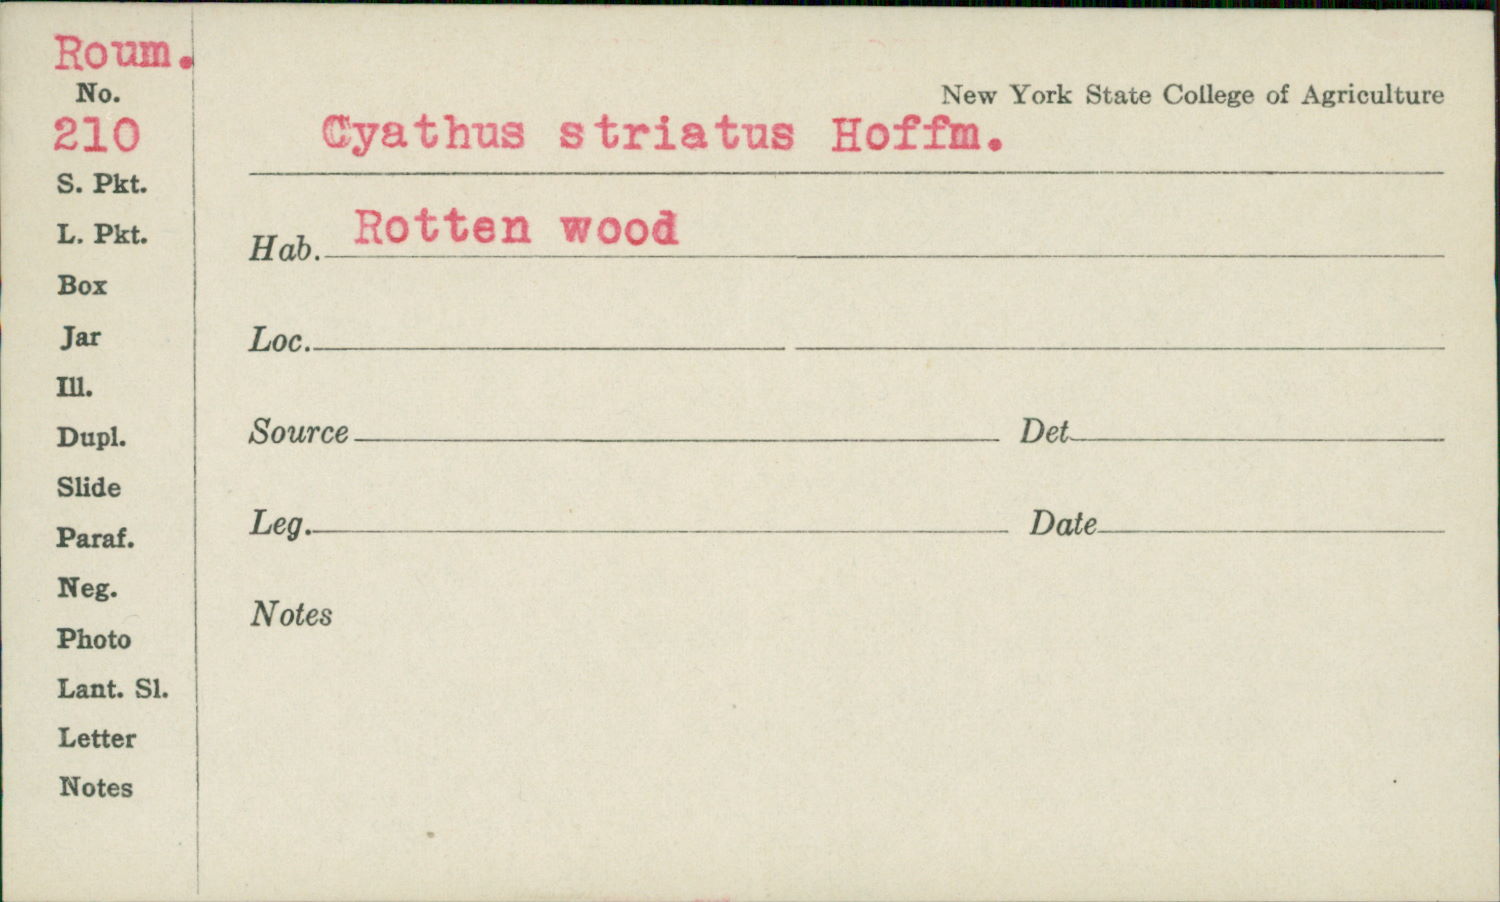 Roum.
No.
210
S. Pkt.
L. Pkt.
Box
Jar
Ill.
Dupl.
Slide
Paraf.
Neg.
Photo
Lant. Sl.
Letter
Notes
New York State College of Agriculture
Cyathus striatus Hoffm.
Hab. Rotten wood
Loc.
Source Det.
Leg. Date
Notes